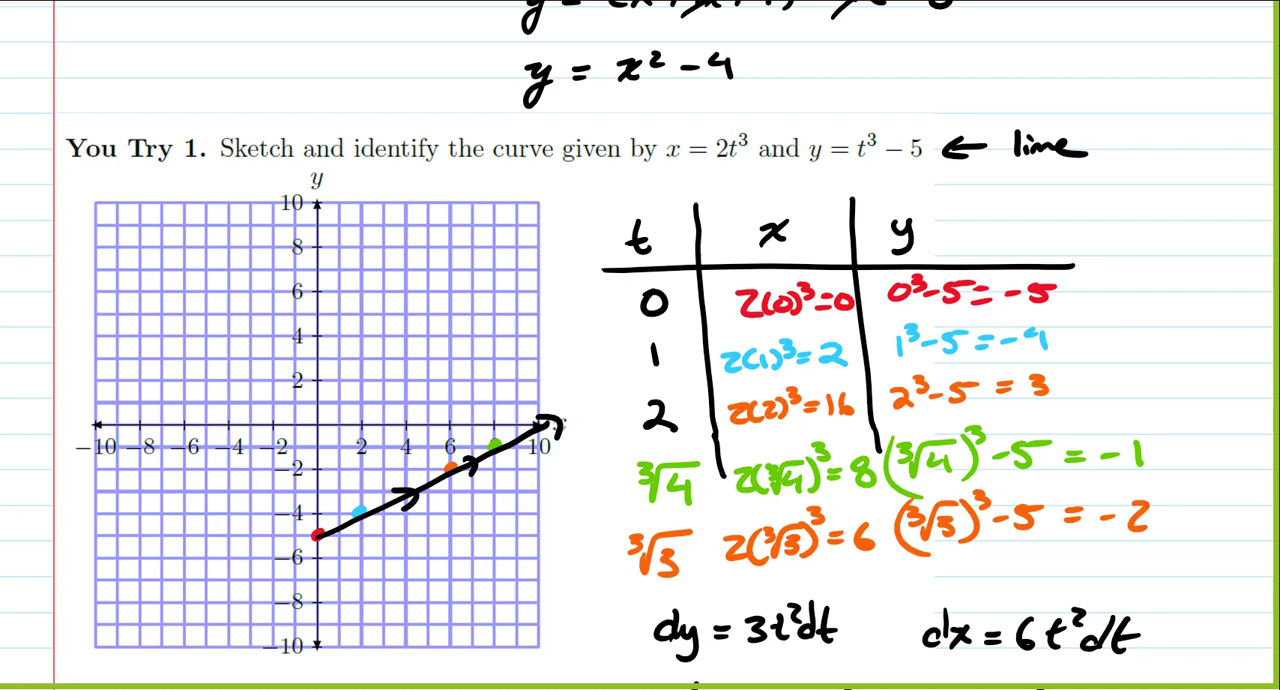 y = x² − 4
You Try 1. Sketch and identify the curve given by x = 2t³ and y = t³ − 5 ← line
y
10
8
6
4
2
−10 −8 −6 −4 −2 2 4 6 8 10 x
−2
−4
−6
−8
−10
t x y
0 2(0)³=0 0³-5=-5
1 2(1)³=2 1³-5=-4
2 2(2)³=16 2³-5=3
∛4 2(∛4)³=8 (∛4)³-5=-1
∛3 2(∛3)³=6 (∛3)³-5=-2
dy = 3t²dt dx = 6t²dt